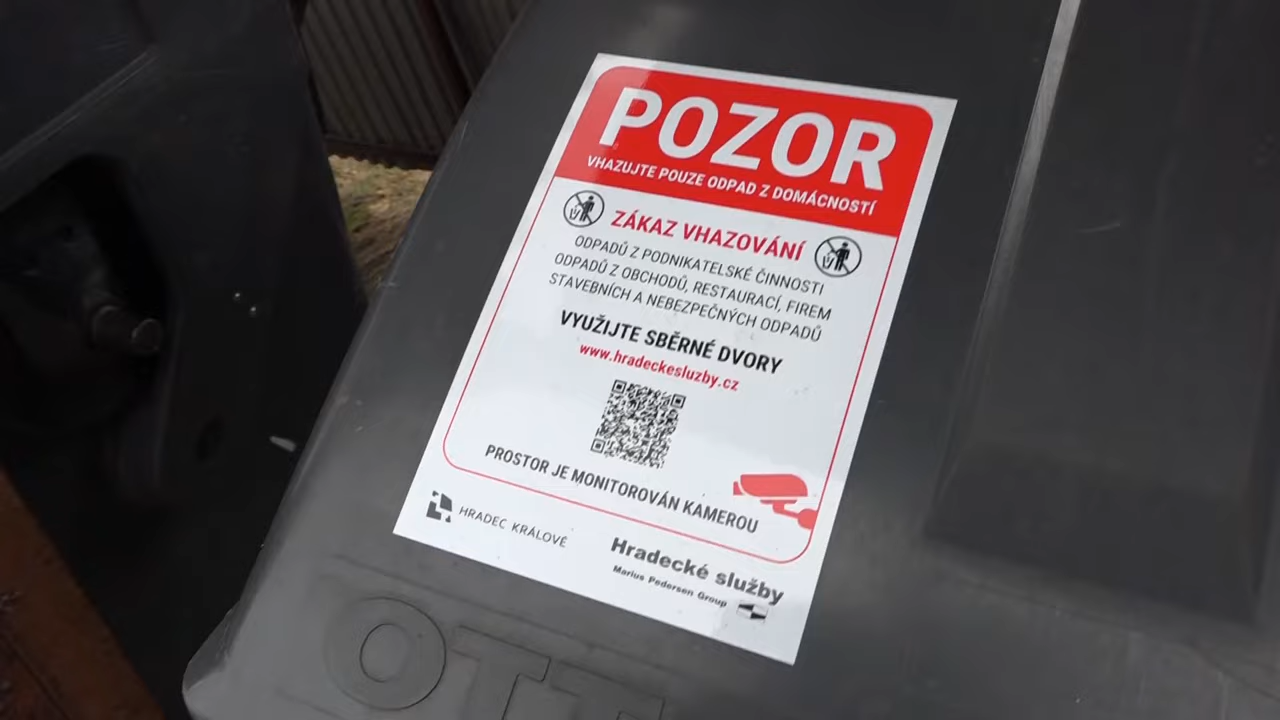 POZOR
VHAZUJTE POUZE ODPAD Z DOMÁCNOSTÍ
ZÁKAZ VHAZOVÁNÍ
ODPADŮ Z PODNIKATELSKÉ ČINNOSTI
ODPADŮ Z OBCHODŮ, RESTAURACÍ, FIREM
STAVEBNÍCH A NEBEZPEČNÝCH ODPADŮ
VYUŽIJTE SBĚRNÉ DVORY
www.hradeckesluzby.cz
PROSTOR JE MONITOROVÁN KAMEROU
HRADEC KRÁLOVÉ
Hradecké služby
Marius Pedersen Group